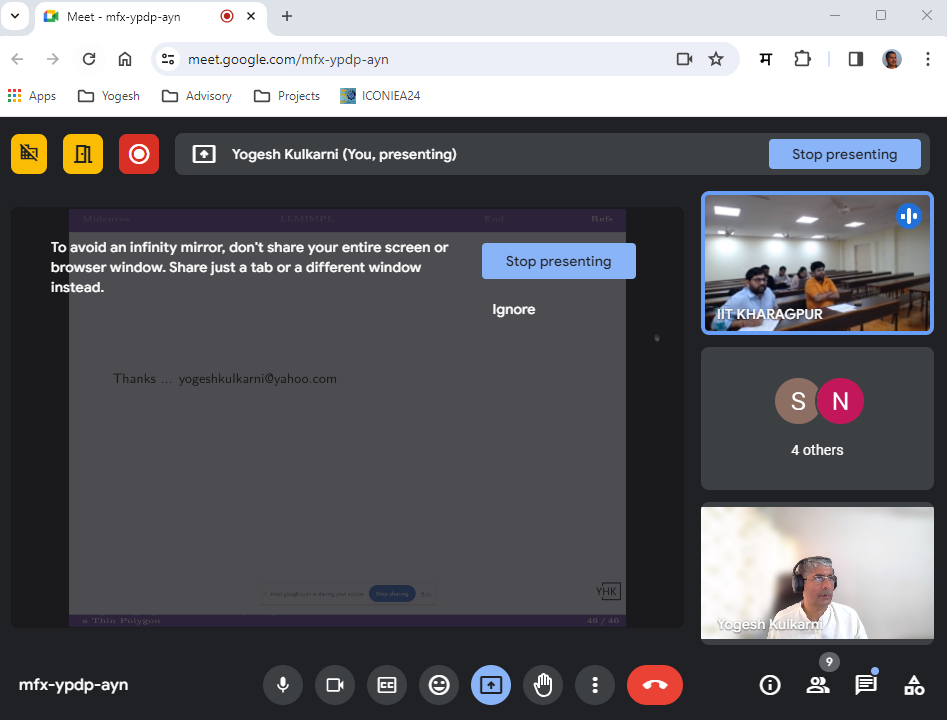 Meet - mfx-ypdp-ayn
meet.google.com/mfx-ypdp-ayn
म
Apps
Yogesh
Advisory
Projects
ICONIEA24
Yogesh Kulkarni (You, presenting)
Stop presenting
LLMIMPL
End
Refs
To avoid an infinity mirror, don't share your entire screen or
browser window. Share just a tab or a different window
instead.
Stop presenting
Ignore
IIT KHARAGPUR
Thanks ... yogeshkulkarni@yahoo.com
S
N
4 others
Stop sharing
YHK
a Thin Polygon
46 / 46
Yogesh Kulkarni
mfx-ypdp-ayn
CC
9